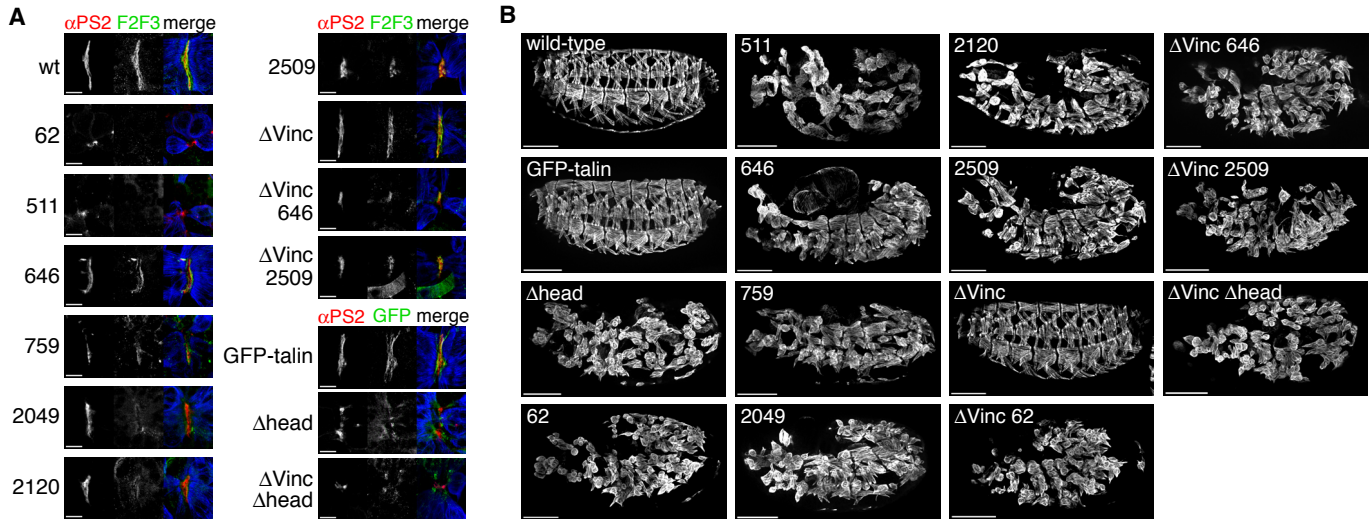 A
αPS2 F2F3 merge
wt
62
511
646
759
2049
2120
αPS2 F2F3 merge
2509
ΔVinc
ΔVinc
646
ΔVinc
2509
αPS2 GFP merge
GFP-talin
Δhead
ΔVinc
Δhead
B
wild-type
511
2120
ΔVinc 646
GFP-talin
646
2509
ΔVinc 2509
Δhead
759
ΔVinc
ΔVinc Δhead
62
2049
ΔVinc 62